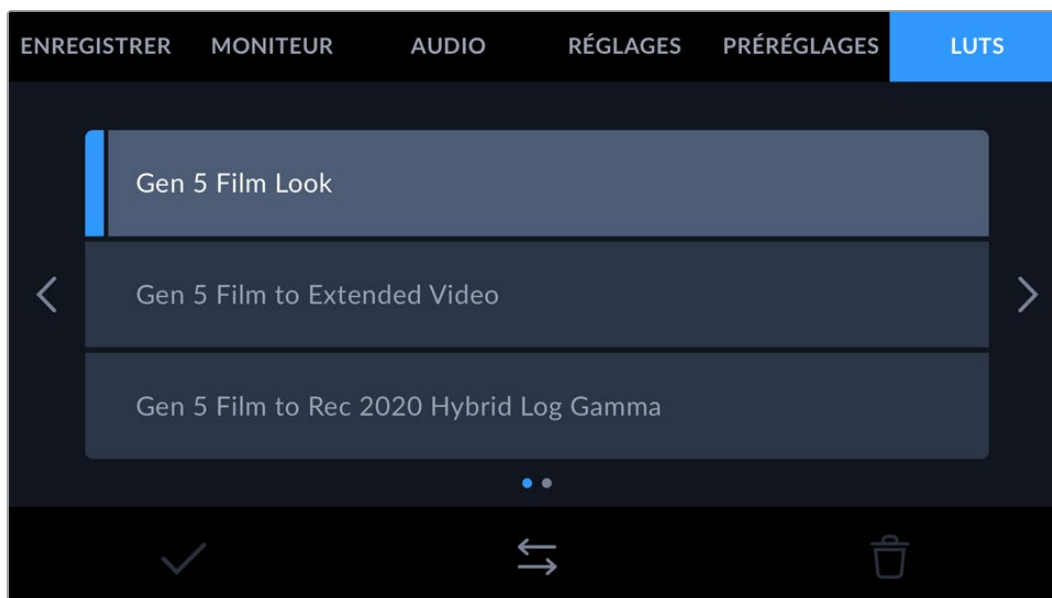 ENREGISTRER MONITEUR AUDIO RÉGLAGES PRÉRÉGLAGES LUTS
Gen 5 Film Look
Gen 5 Film to Extended Video
Gen 5 Film to Rec 2020 Hybrid Log Gamma